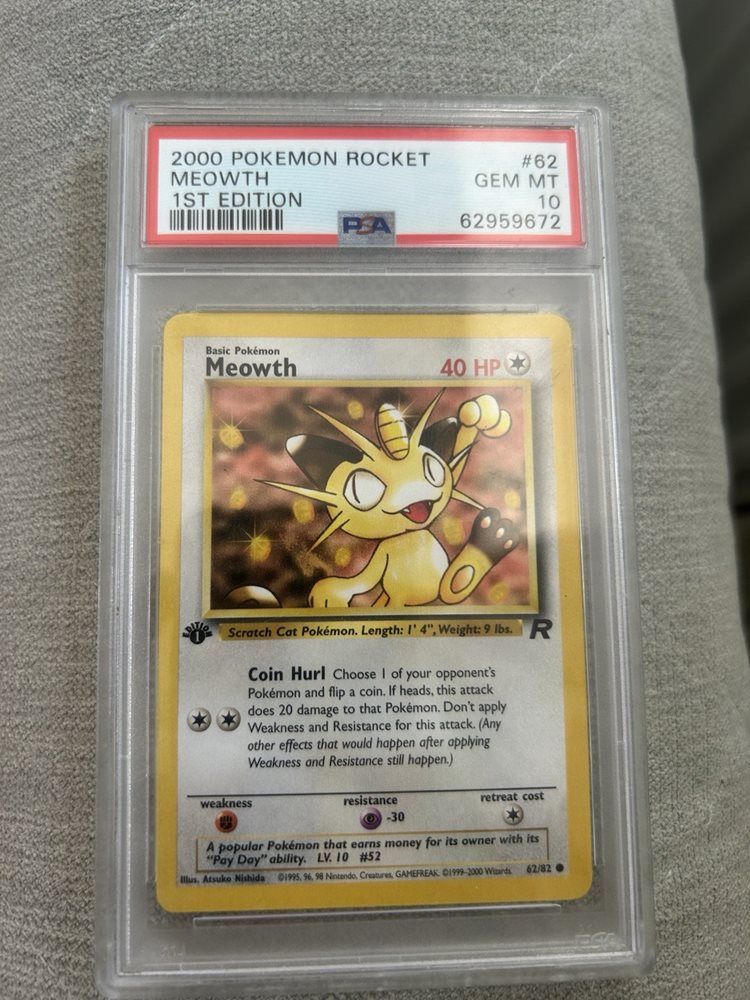 2000 POKEMON ROCKET #62
MEOWTH GEM MT
1ST EDITION 10
PSA 62959672
Basic Pokémon
Meowth 40 HP
EDITION 1
Scratch Cat Pokémon. Length: 1' 4", Weight: 9 lbs. R
Coin Hurl Choose 1 of your opponent's
Pokémon and flip a coin. If heads, this attack
does 20 damage to that Pokémon. Don't apply
Weakness and Resistance for this attack. (Any
other effects that would happen after applying
Weakness and Resistance still happen.)
weakness resistance retreat cost
-30
A popular Pokémon that earns money for its owner with its
"Pay Day" ability. LV. 10 #52
Illus. Atsuko Nishida ©1995, 96, 98 Nintendo, Creatures, GAMEFREAK. ©1999-2000 Wizards. 62/82
PSA